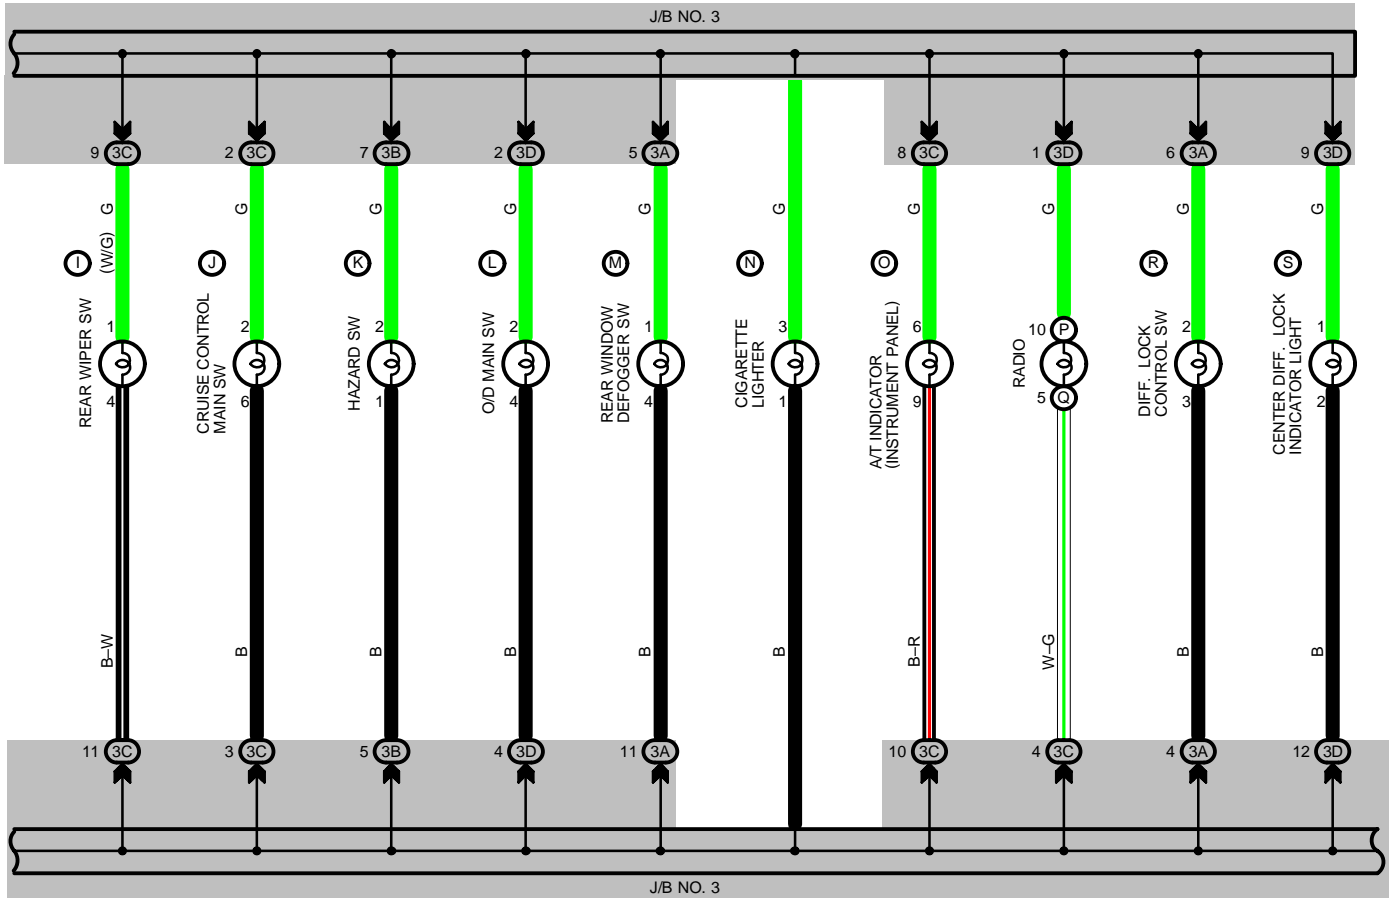 J/B NO. 3
9 3C
2 3C
7 3B
2 3D
5 3A
8 3C
1 3D
6 3A
9 3D
G
(W/G)
G
G
G
G
G
G
G
G
G
I
J
K
L
M
N
O
R
S
1
2
2
2
1
3
6
10 P
2
1
REAR WIPER SW
CRUISE CONTROL
MAIN SW
HAZARD SW
O/D MAIN SW
REAR WINDOW
DEFOGGER SW
CIGARETTE
LIGHTER
A/T INDICATOR
(INSTRUMENT PANEL)
RADIO
DIFF. LOCK
CONTROL SW
CENTER DIFF. LOCK
INDICATOR LIGHT
4
6
1
4
4
1
9
5 Q
3
2
B–W
B
B
B
B
B
B–R
W–G
B
B
11 3C
3 3C
5 3B
4 3D
11 3A
10 3C
4 3C
4 3A
12 3D
J/B NO. 3